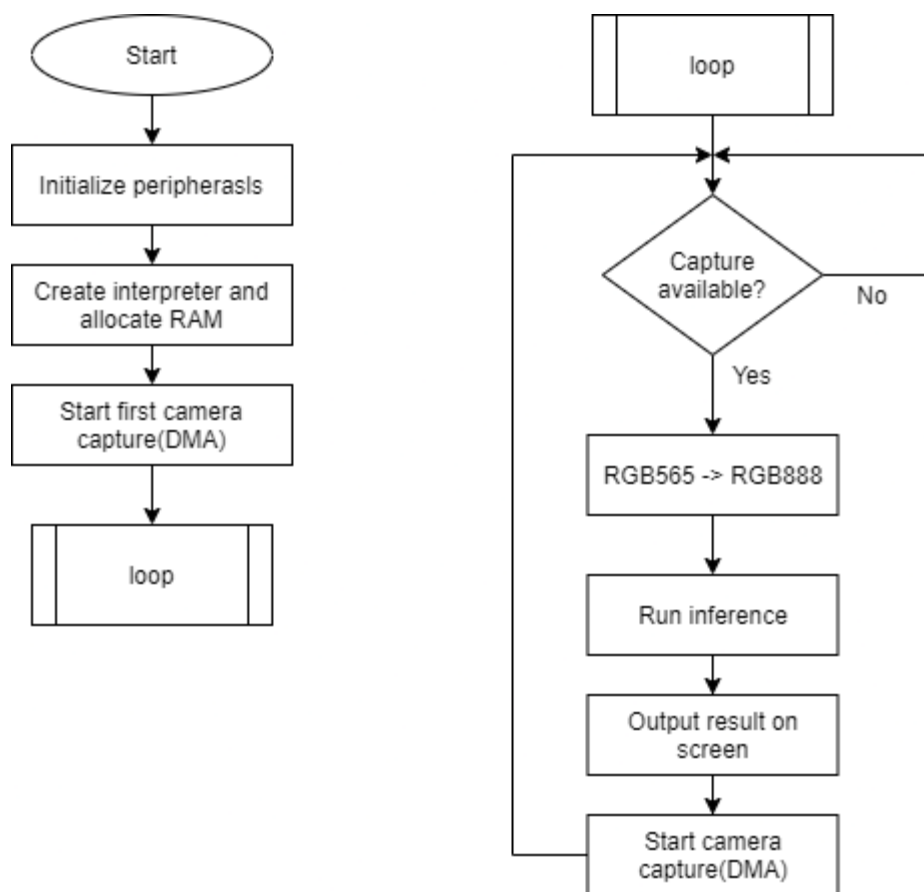 Start
Initialize peripherasls
Create interpreter and
allocate RAM
Start first camera
capture(DMA)
loop
loop
Capture
available?
No
Yes
RGB565 -> RGB888
Run inference
Output result on
screen
Start camera
capture(DMA)